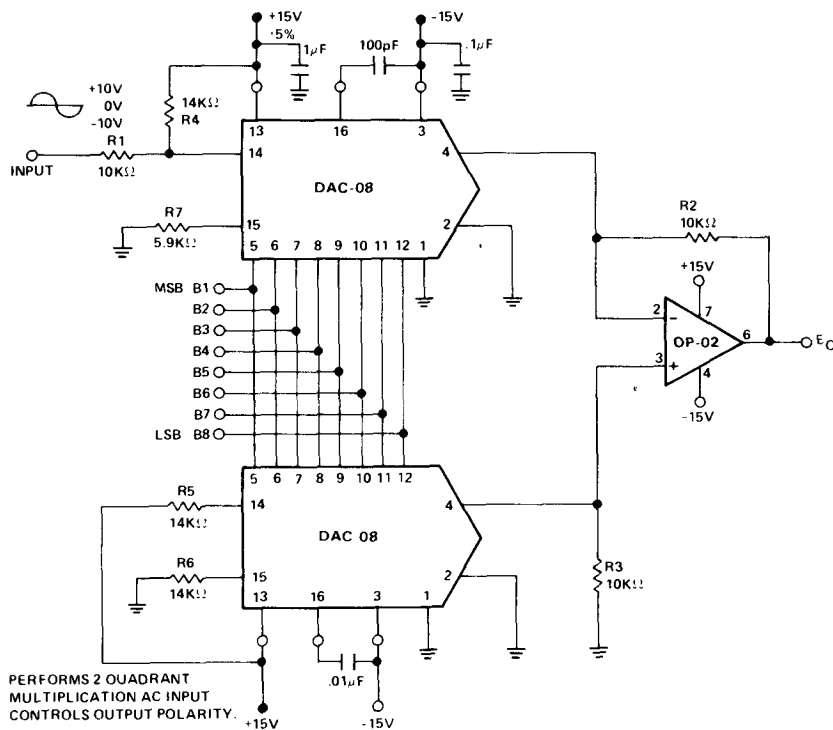 +15V
.5%
.1µF
100pF
-15V
.1µF
+10V
0V
-10V
14KΩ
R4
R1
10KΩ
INPUT
13
16
3
14
4
DAC-08
R7
5.9KΩ
15
2
5 6 7 8 9 10 11 12 1
R2
10KΩ
MSB B1
B2
B3
B4
B5
B6
B7
LSB B8
+15V
2
-
7
OP-02
6
EO
3
+
4
-15V
5 6 7 8 9 10 11 12
R5
14KΩ
14
4
DAC 08
R6
14KΩ
15
2
13
16
3
1
R3
10KΩ
.01µF
PERFORMS 2 QUADRANT
MULTIPLICATION AC INPUT
CONTROLS OUTPUT POLARITY.
+15V
-15V